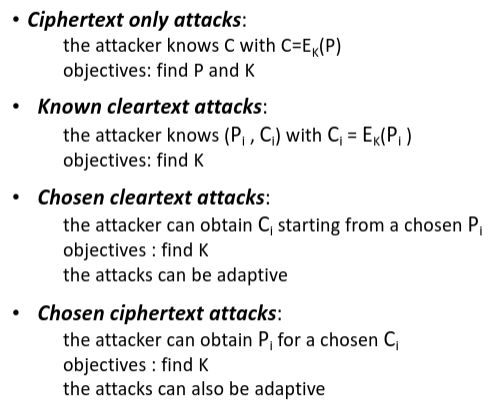 • Ciphertext only attacks:
the attacker knows C with C=E_K(P)
objectives: find P and K
• Known cleartext attacks:
the attacker knows (P_i , C_i) with C_i = E_K(P_i )
objectives: find K
• Chosen cleartext attacks:
the attacker can obtain C_i starting from a chosen P_i
objectives : find K
the attacks can be adaptive
• Chosen ciphertext attacks:
the attacker can obtain P_i for a chosen C_i
objectives : find K
the attacks can also be adaptive